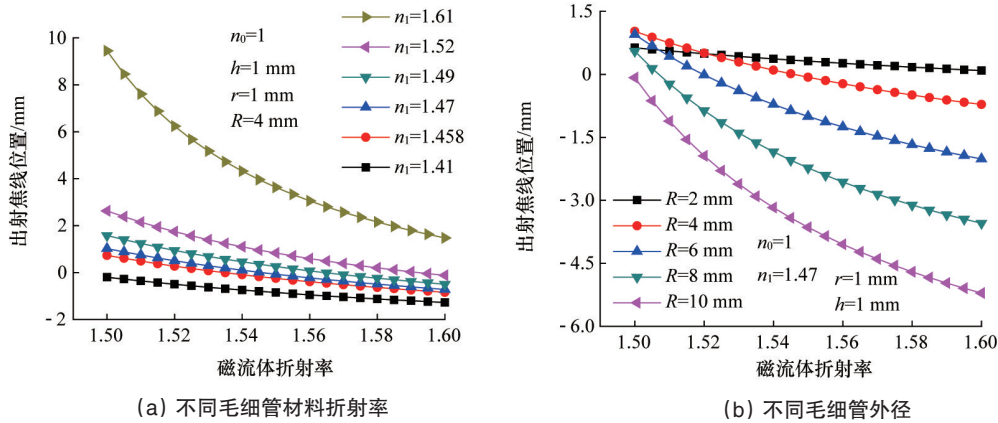 n₁=1.61
n₁=1.52
n₁=1.49
n₁=1.47
n₁=1.458
n₁=1.41
n₀=1
h=1 mm
r=1 mm
R=4 mm
出射焦线位置/mm
10
8
6
4
2
0
-2
1.50 1.52 1.54 1.56 1.58 1.60
磁流体折射率
(a) 不同毛细管材料折射率
出射焦线位置/mm
1.5
0
-1.5
-3.0
-4.5
-6.0
R=2 mm
R=4 mm
R=6 mm
R=8 mm
R=10 mm
n₀=1
n₁=1.47
r=1 mm
h=1 mm
1.50 1.52 1.54 1.56 1.58 1.60
磁流体折射率
(b) 不同毛细管外径